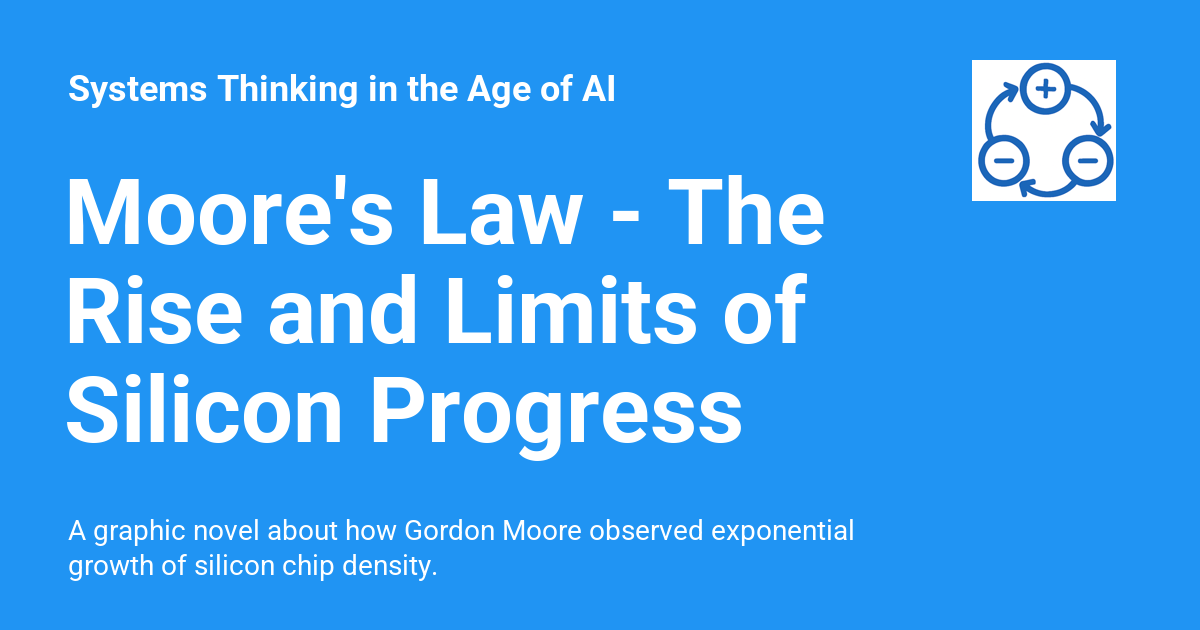 Systems Thinking in the Age of AI
Moore's Law - The
Rise and Limits of
Silicon Progress
A graphic novel about how Gordon Moore observed exponential
growth of silicon chip density.